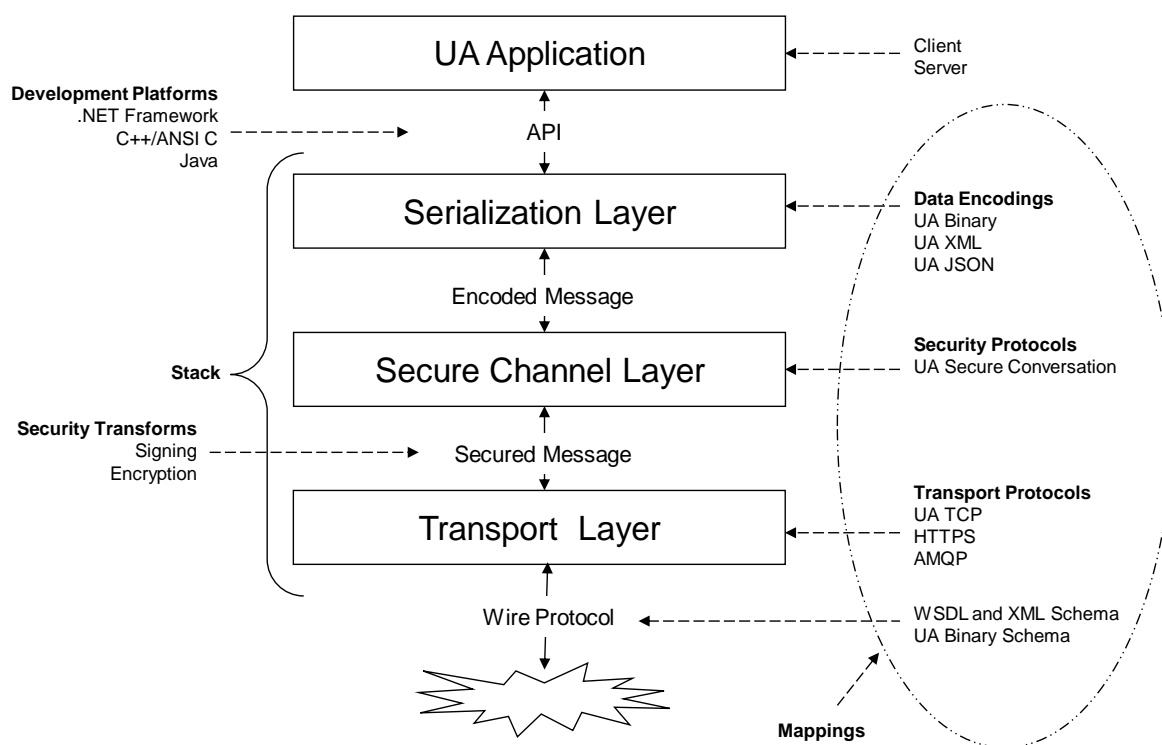 UA Application
Client
Server
Development Platforms
.NET Framework
C++/ANSI C
Java
API
Serialization Layer
Data Encodings
UA Binary
UA XML
UA JSON
Encoded Message
Stack
Secure Channel Layer
Security Protocols
UA Secure Conversation
Security Transforms
Signing
Encryption
Secured Message
Transport Layer
Transport Protocols
UA TCP
HTTPS
AMQP
Wire Protocol
WSDL and XML Schema
UA Binary Schema
Mappings